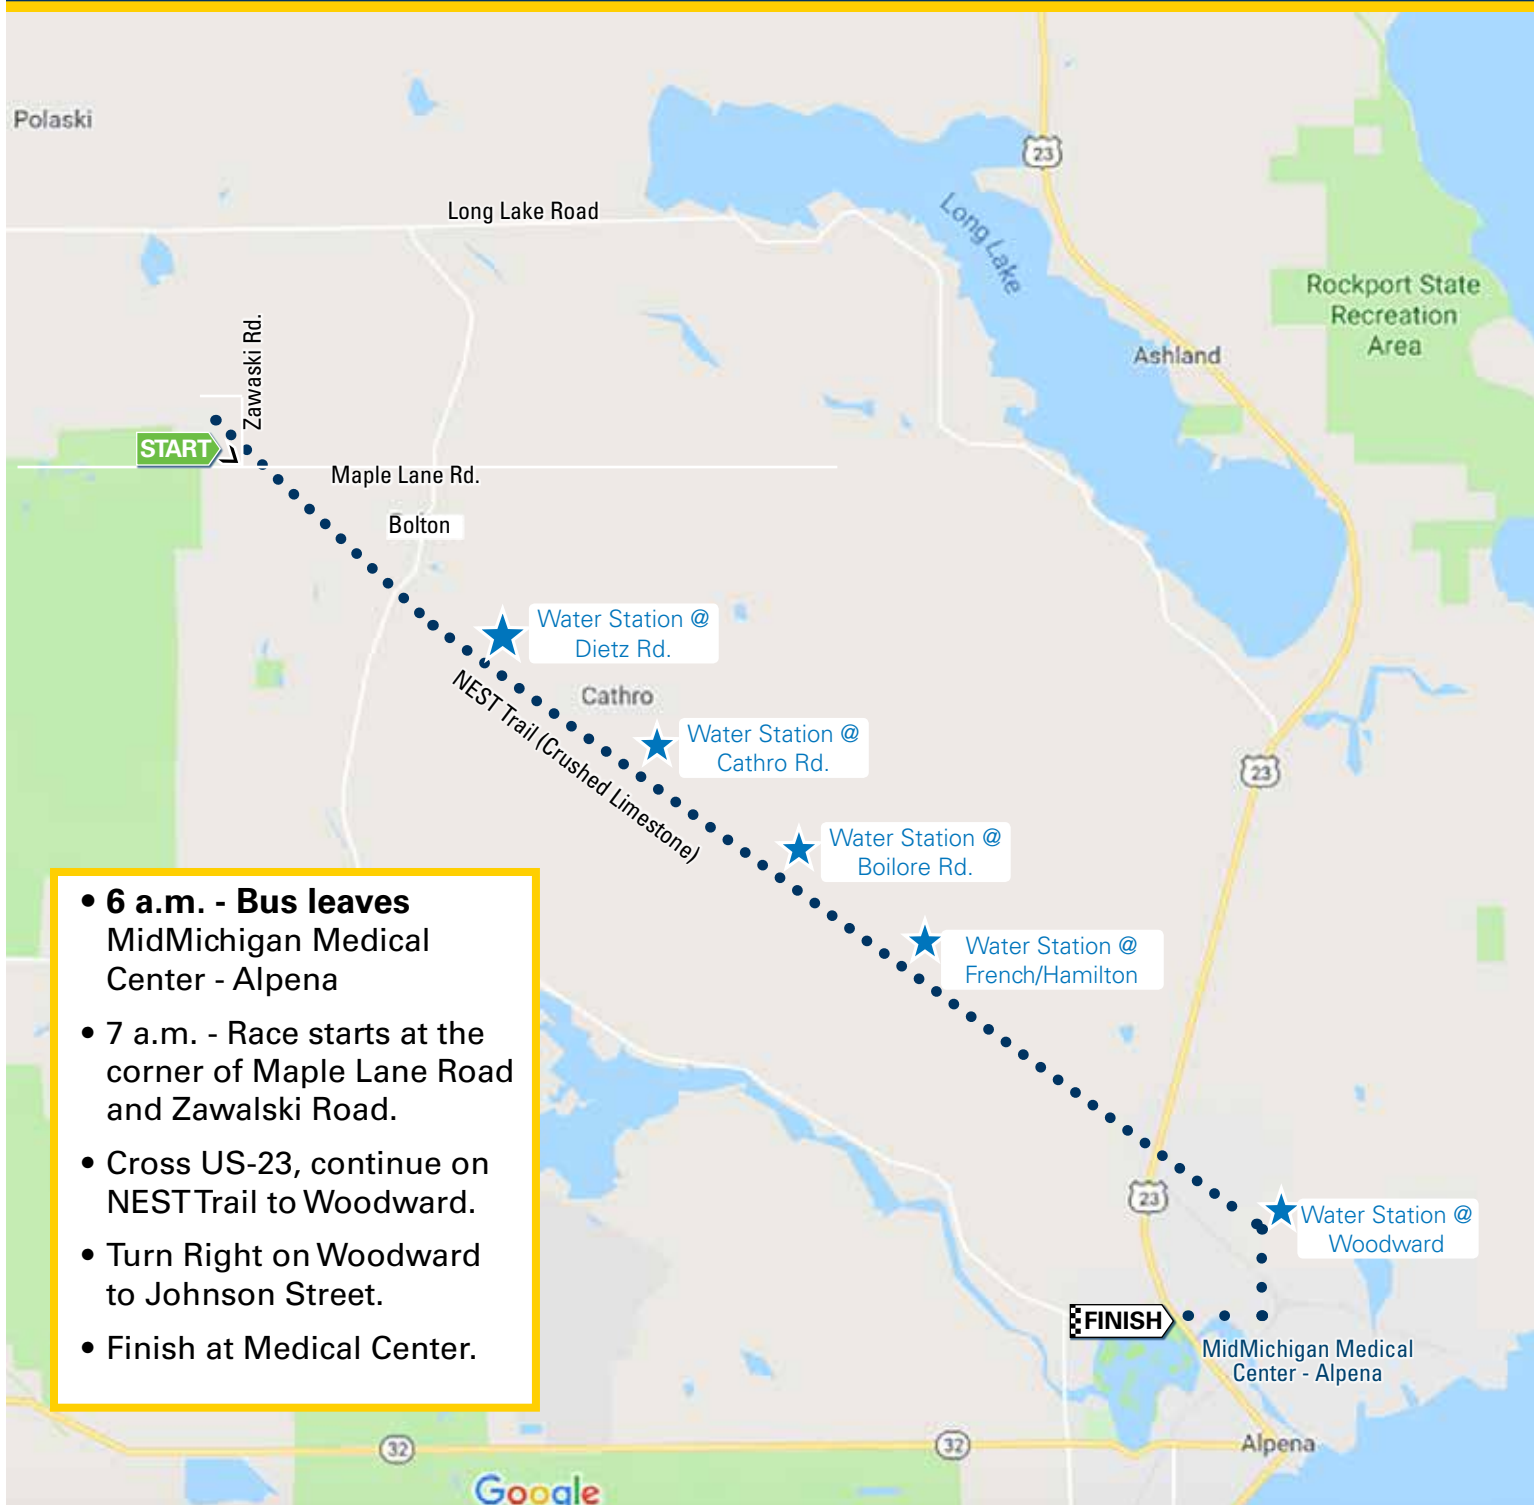 Polaski
23
Long Lake Road
Long Lake
Rockport State
Recreation
Area
Zawaski Rd.
Ashland
START
Maple Lane Rd.
Bolton
Water Station @
Dietz Rd.
Cathro
NEST Trail (Crushed Limestone)
Water Station @
Cathro Rd.
23
Water Station @
Boilore Rd.
• 6 a.m. - Bus leaves
MidMichigan Medical
Center - Alpena
• 7 a.m. - Race starts at the
corner of Maple Lane Road
and Zawalski Road.
• Cross US-23, continue on
NEST Trail to Woodward.
• Turn Right on Woodward
to Johnson Street.
• Finish at Medical Center.
Water Station @
French/Hamilton
23
Water Station @
Woodward
FINISH
MidMichigan Medical
Center - Alpena
32
32
Alpena
Google